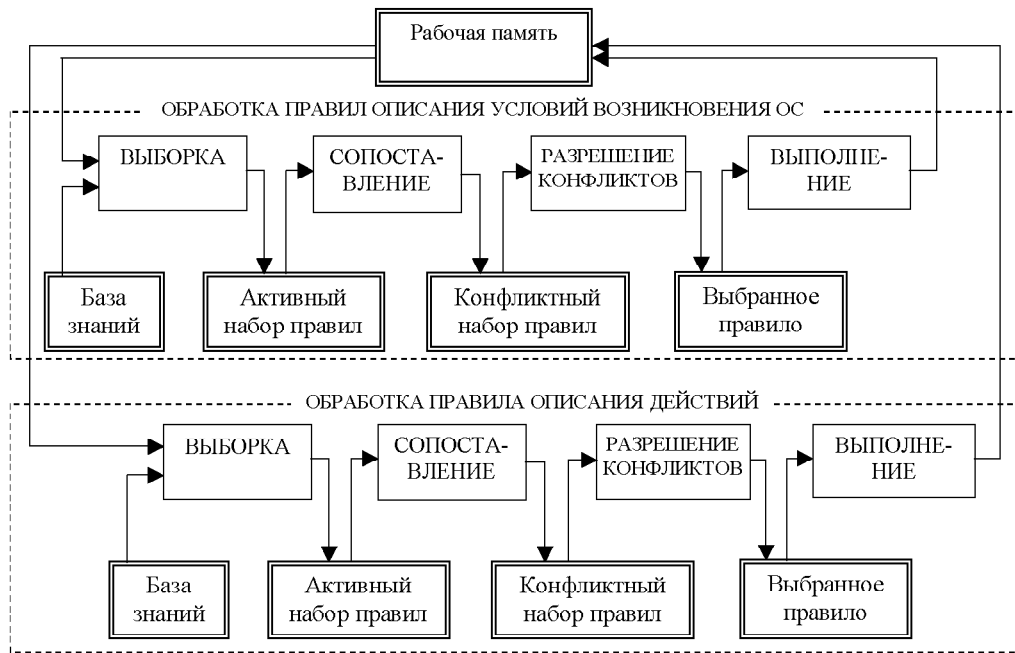 Рабочая память
ОБРАБОТКА ПРАВИЛ ОПИСАНИЯ УСЛОВИЙ ВОЗНИКНОВЕНИЯ ОС
ВЫБОРКА
СОПОСТА-
ВЛЕНИЕ
РАЗРЕШЕНИЕ
КОНФЛИКТОВ
ВЫПОЛНЕ-
НИЕ
База
знаний
Активный
набор правил
Конфликтный
набор правил
Выбранное
правило
ОБРАБОТКА ПРАВИЛА ОПИСАНИЯ ДЕЙСТВИЙ
ВЫБОРКА
СОПОСТА-
ВЛЕНИЕ
РАЗРЕШЕНИЕ
КОНФЛИКТОВ
ВЫПОЛНЕ-
НИЕ
База
знаний
Активный
набор правил
Конфликтный
набор правил
Выбранное
правило